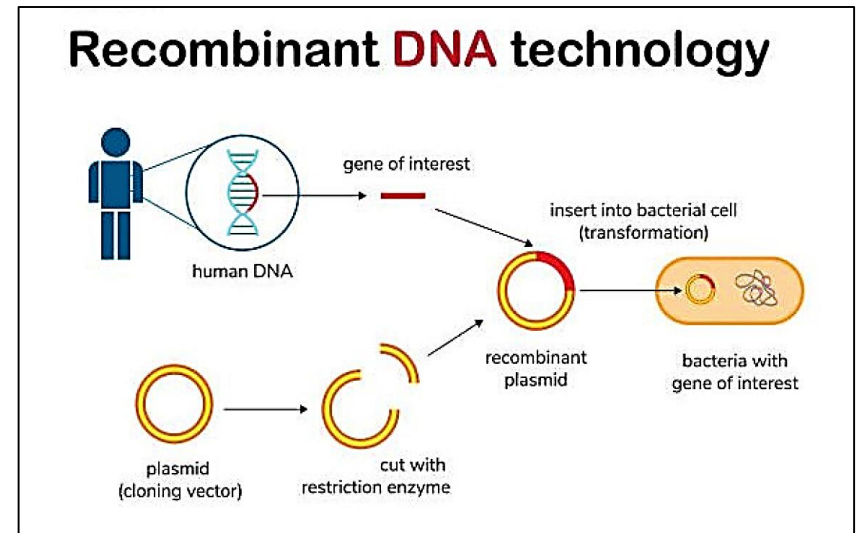 Recombinant DNA technology
gene of interest
human DNA
insert into bacterial cell
(transformation)
recombinant
plasmid
bacteria with
gene of interest
plasmid
(cloning vector)
cut with
restriction enzyme